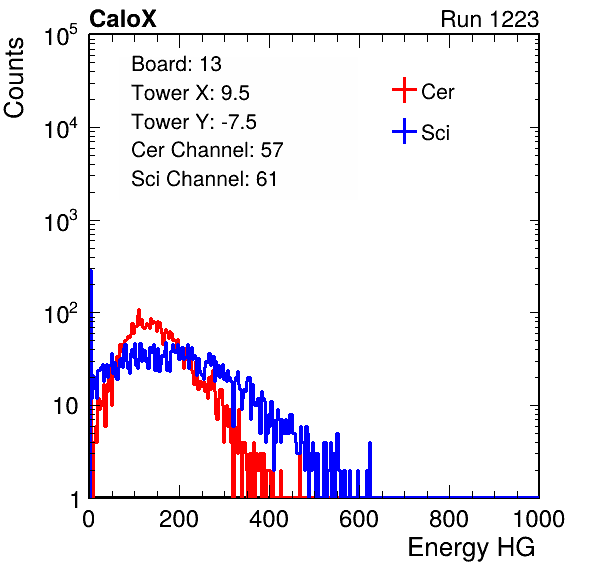 CaloX Run 1223
Counts
10^5
10^4
10^3
10^2
10
1
Board: 13
Tower X: 9.5
Tower Y: -7.5
Cer Channel: 57
Sci Channel: 61
Cer
Sci
0 200 400 600 800 1000
Energy HG